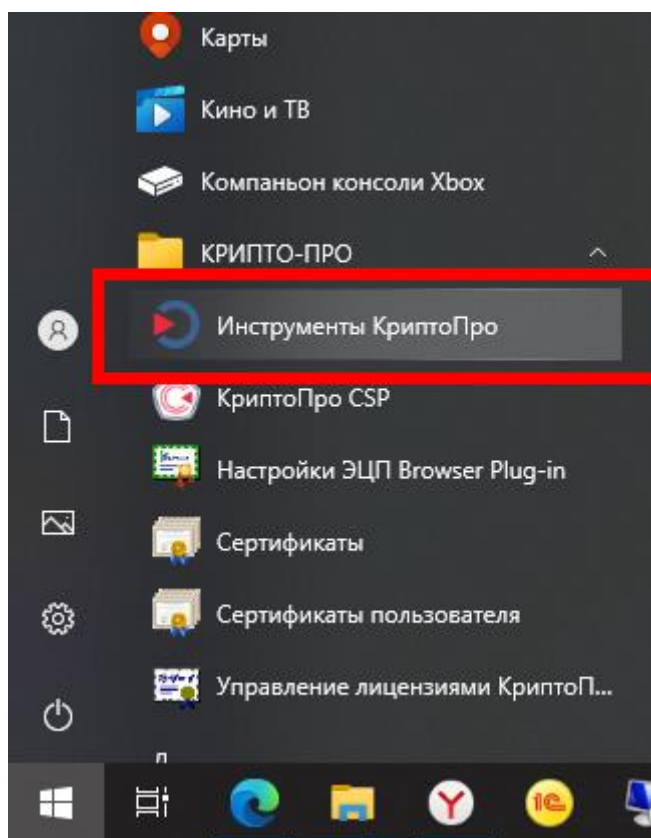 Карты
Кино и ТВ
Компаньон консоли Xbox
КРИПТО-ПРО
Инструменты КриптоПро
КриптоПро CSP
Настройки ЭЦП Browser Plug-in
Сертификаты
Сертификаты пользователя
Управление лицензиями КриптоП...
Y
1С